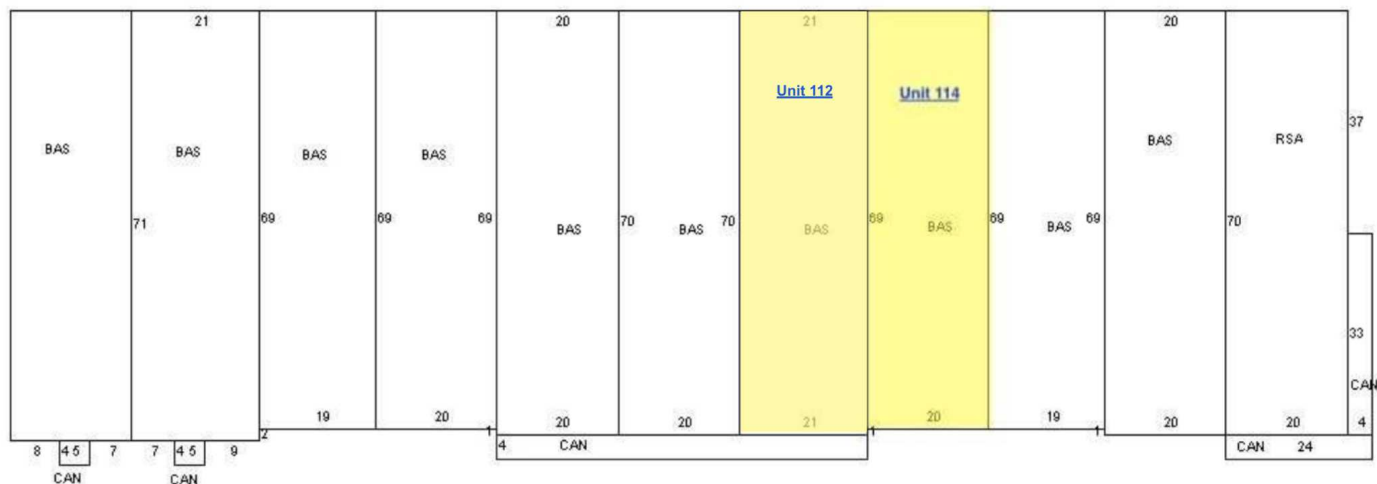 21 20 21 20
Unit 112 Unit 114
37
BAS BAS BAS BAS BAS RSA
71 69 69 69 BAS 70 BAS 70 BAS 69 BAS 69 BAS 69 70
33
CAN
19 20 20 20 21 20 19 20 20 4
2 1 1 1
8 4 5 7 7 4 5 9 4 CAN CAN 24
CAN CAN